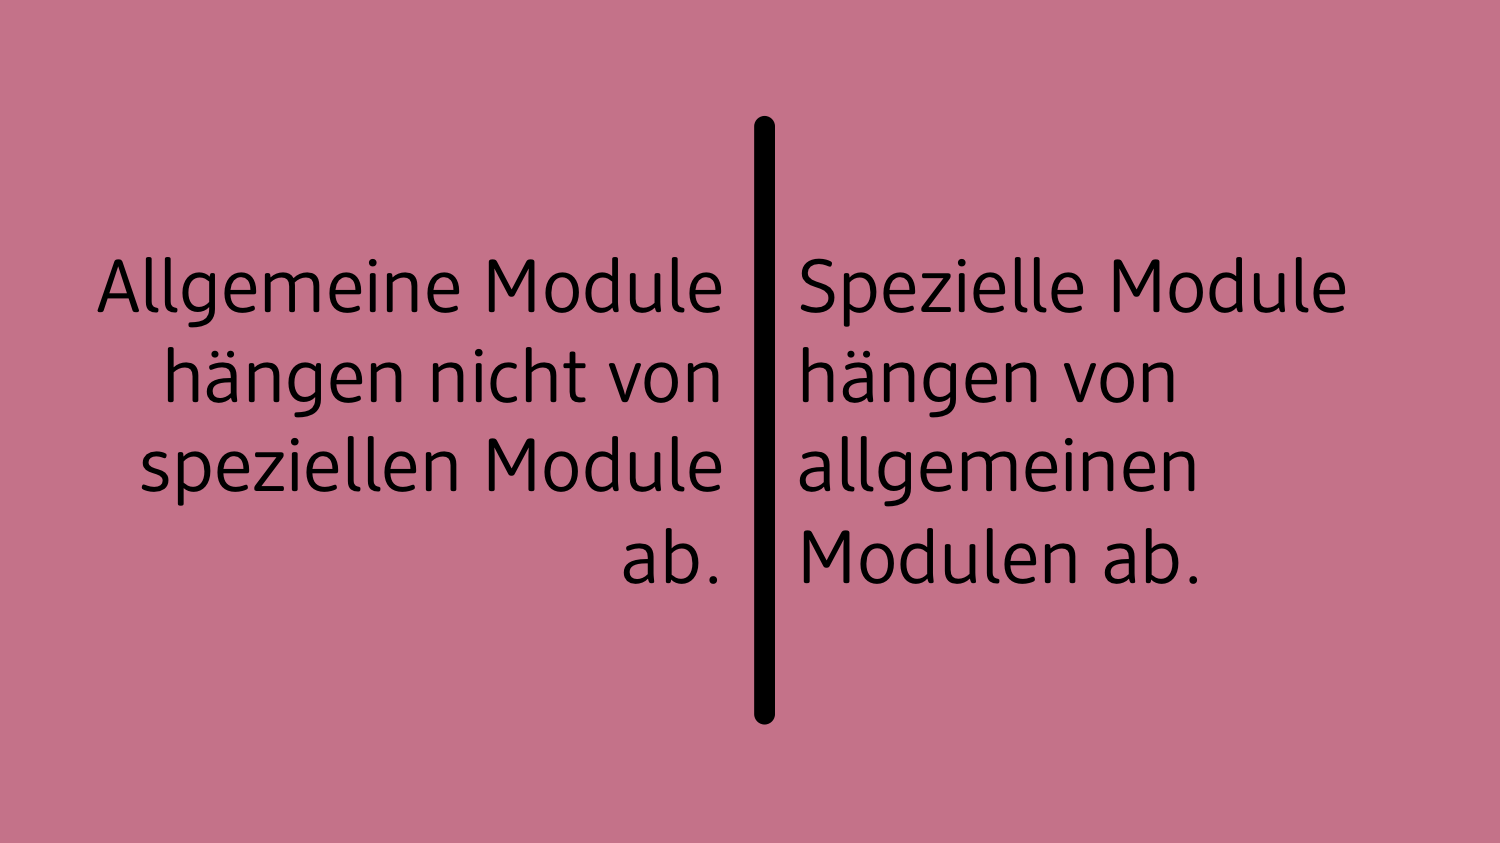 Allgemeine Module
hängen nicht von
speziellen Module
ab.
Spezielle Module
hängen von
allgemeinen
Modulen ab.